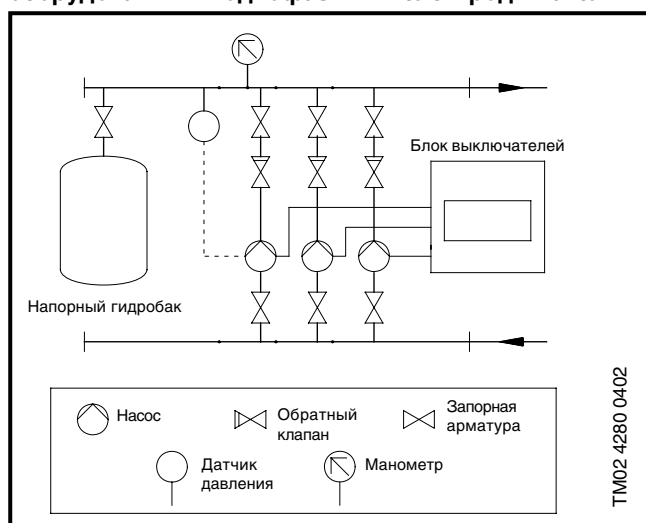 Блок выключателей
Напорный гидробак
Насос
Обратный
клапан
Запорная
арматура
Датчик
давления
Манометр
TM02 4280 0402